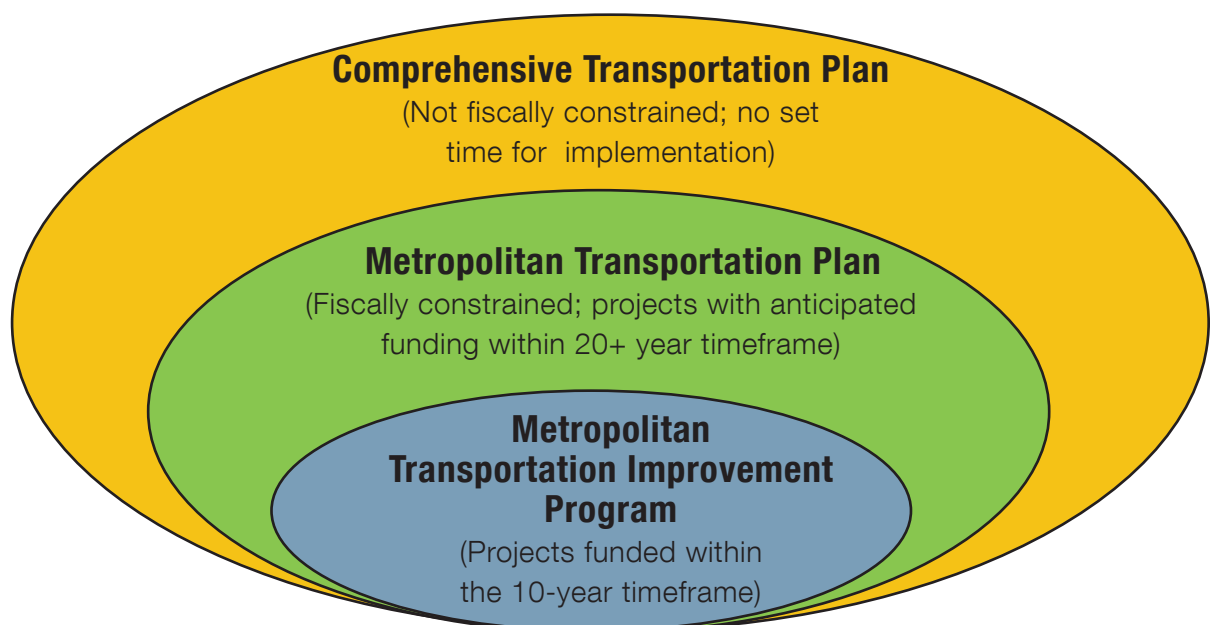 Comprehensive Transportation Plan
(Not fiscally constrained; no set
time for implementation)
Metropolitan Transportation Plan
(Fiscally constrained; projects with anticipated
funding within 20+ year timeframe)
Metropolitan
Transportation Improvement
Program
(Projects funded within
the 10-year timeframe)